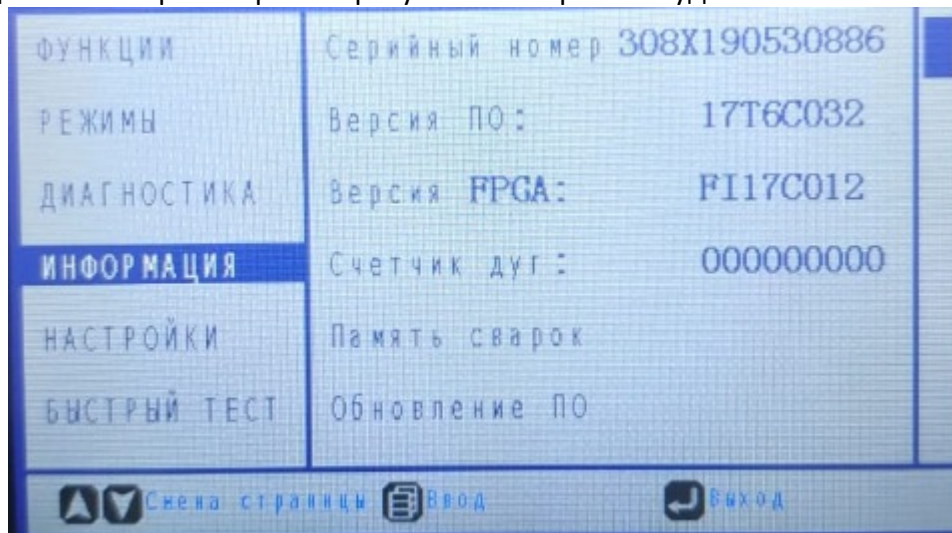 ФУНКЦИИ
Серийный номер 308X190530886
РЕЖИМЫ
Версия ПО: 17T6C032
ДИАГНОСТИКА
Версия FPGA: FI17C012
ИНФОРМАЦИЯ
Счетчик дуг: 000000000
НАСТРОЙКИ
Память сварок
БЫСТРЫЙ ТЕСТ
Обновление ПО
Смена страницы Ввод Выход